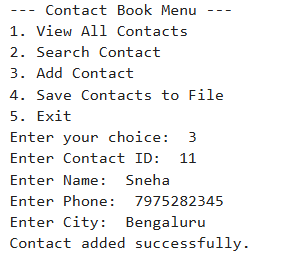 --- Contact Book Menu ---
1. View All Contacts
2. Search Contact
3. Add Contact
4. Save Contacts to File
5. Exit
Enter your choice:  3
Enter Contact ID:  11
Enter Name:  Sneha
Enter Phone:  7975282345
Enter City:  Bengaluru
Contact added successfully.